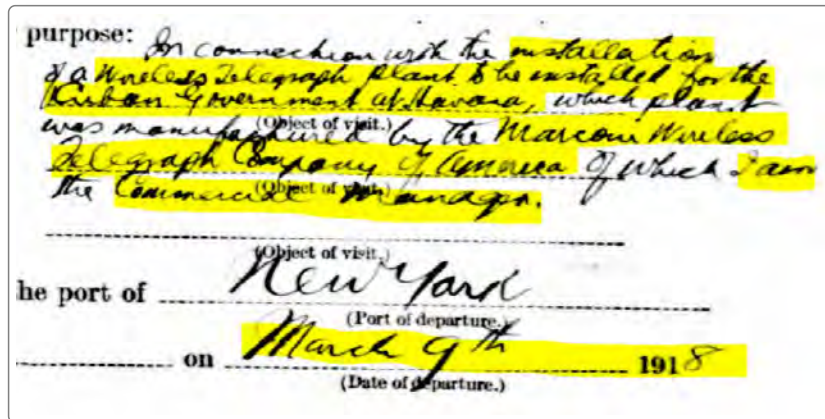 purpose: In connection with the installation
of a Wireless Telegraph plant to be installed for the
Cuban Government at Havana, which plant
(Object of visit.)
was manufactured by the Marconi Wireless
Telegraph Company of America of which I am
(Object of visit.)
the Commercial Manager.
(Object of visit.)
he port of New York
(Port of departure.)
on March 9th 1918
(Date of departure.)